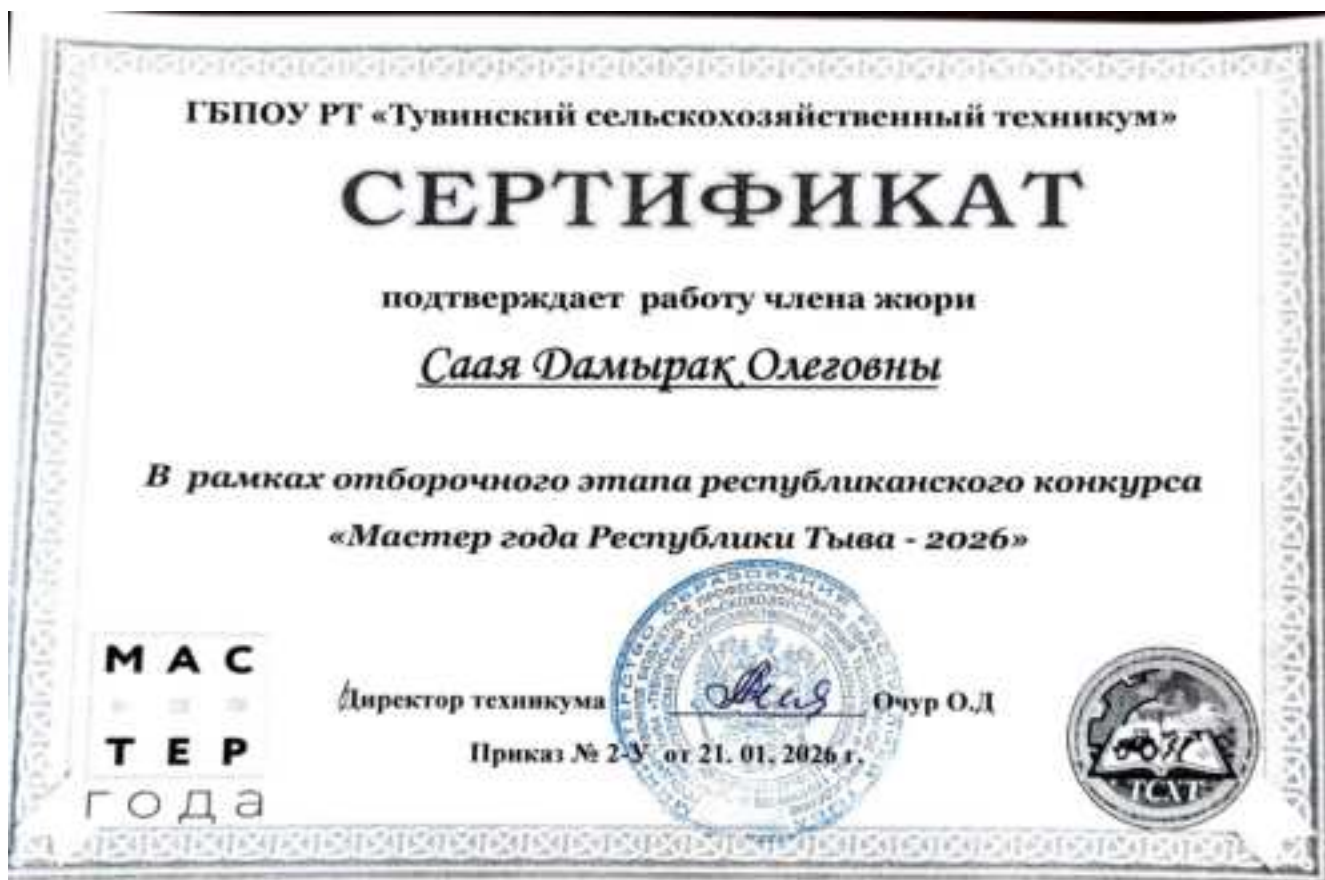 ГБПОУ РТ «Тувинский сельскохозяйственный техникум»
СЕРТИФИКАТ
подтверждает работу члена жюри
Саая Дамырак Олеговны
В рамках отборочного этапа республиканского конкурса
«Мастер года Республики Тыва - 2026»
МАС
ТЕР
года
Директор техникума Очур О.Д
Приказ № 2-У от 21. 01. 2026 г.
ТСХТ